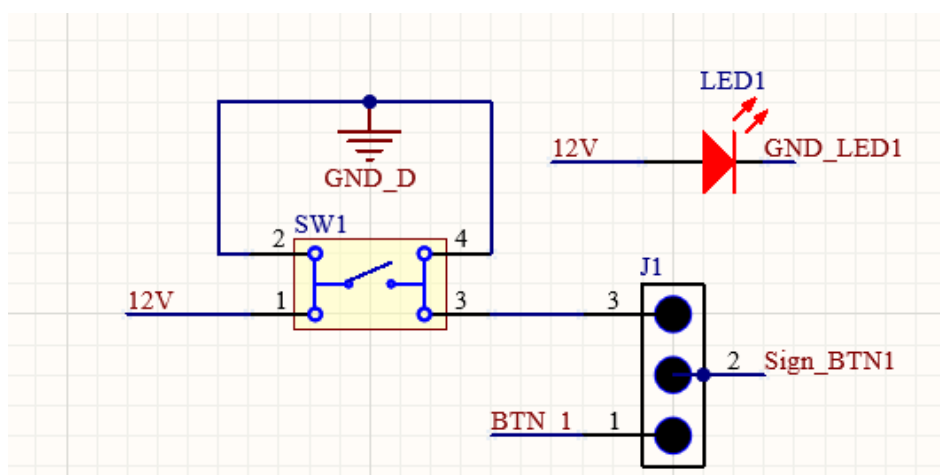 LED1
12V
GND_LED1
GND_D
SW1
2
4
12V
1
3
J1
3
2
Sign_BTN1
BTN_1
1